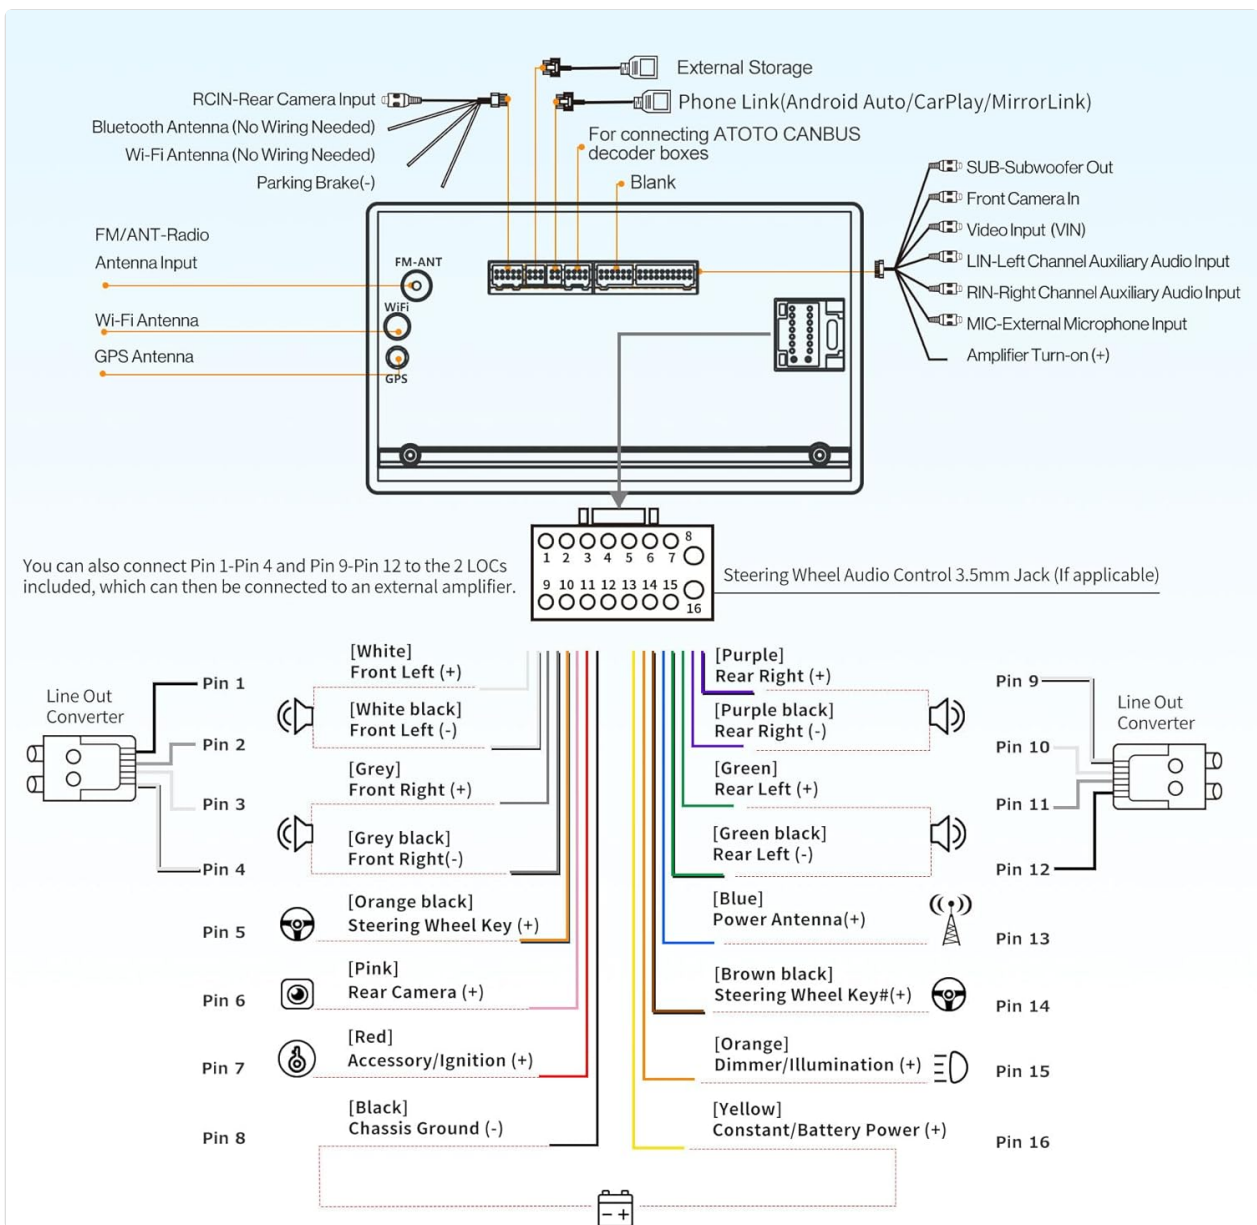 External Storage
RCIN-Rear Camera Input
Phone Link(Android Auto/CarPlay/MirrorLink)
Bluetooth Antenna (No Wiring Needed)
For connecting ATOTO CANBUS
decoder boxes
Wi-Fi Antenna (No Wiring Needed)
Parking Brake(-)
Blank
SUB-Subwoofer Out
Front Camera In
Video Input (VIN)
LIN-Left Channel Auxiliary Audio Input
RIN-Right Channel Auxiliary Audio Input
MIC-External Microphone Input
Amplifier Turn-on (+)
FM/ANT-Radio
Antenna Input
Wi-Fi Antenna
GPS Antenna
FM-ANT
WiFi
GPS
You can also connect Pin 1-Pin 4 and Pin 9-Pin 12 to the 2 LOCs
included, which can then be connected to an external amplifier.
1 2 3 4 5 6 7 8
9 10 11 12 13 14 15 16
Steering Wheel Audio Control 3.5mm Jack (If applicable)
Line Out
Converter
Pin 1
Pin 2
Pin 3
Pin 4
Pin 5
Pin 6
Pin 7
Pin 8
[White]
Front Left (+)
[White black]
Front Left (-)
[Grey]
Front Right (+)
[Grey black]
Front Right(-)
[Orange black]
Steering Wheel Key (+)
[Pink]
Rear Camera (+)
[Red]
Accessory/Ignition (+)
[Black]
Chassis Ground (-)
[Purple]
Rear Right (+)
[Purple black]
Rear Right (-)
[Green]
Rear Left (+)
[Green black]
Rear Left (-)
[Blue]
Power Antenna(+)
[Brown black]
Steering Wheel Key#(+)
[Orange]
Dimmer/Illumination (+)
[Yellow]
Constant/Battery Power (+)
Pin 9
Pin 10
Pin 11
Pin 12
Pin 13
Pin 14
Pin 15
Pin 16
Line Out
Converter
- +